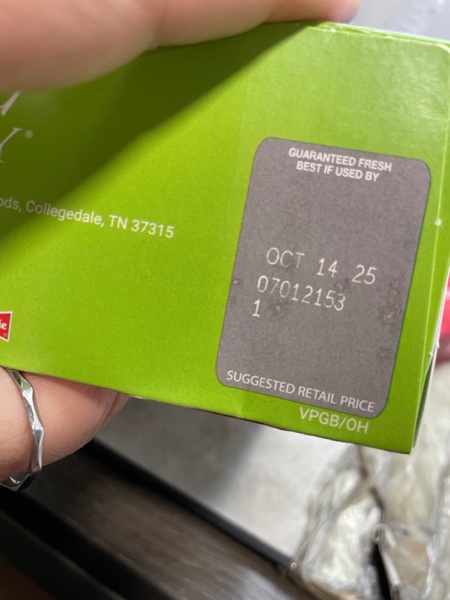 Collegedale, TN 37315
GUARANTEED FRESH
BEST IF USED BY
OCT 14 25
07012153
1
SUGGESTED RETAIL PRICE
VPGB/OH